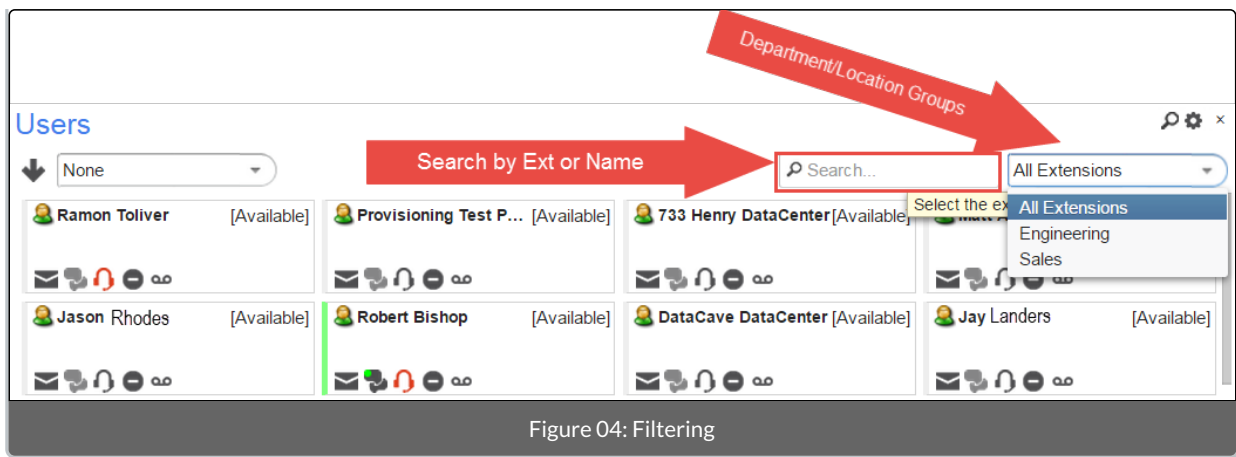 Department/Location Groups
Users
Search by Ext or Name
None
Search...
All Extensions
Select the ex
All Extensions
Engineering
Sales
Ramon Toliver [Available]
Provisioning Test P... [Available]
733 Henry DataCenter [Available]
Jason Rhodes [Available]
Robert Bishop [Available]
DataCave DataCenter [Available]
Jay Landers [Available]
Figure 04: Filtering